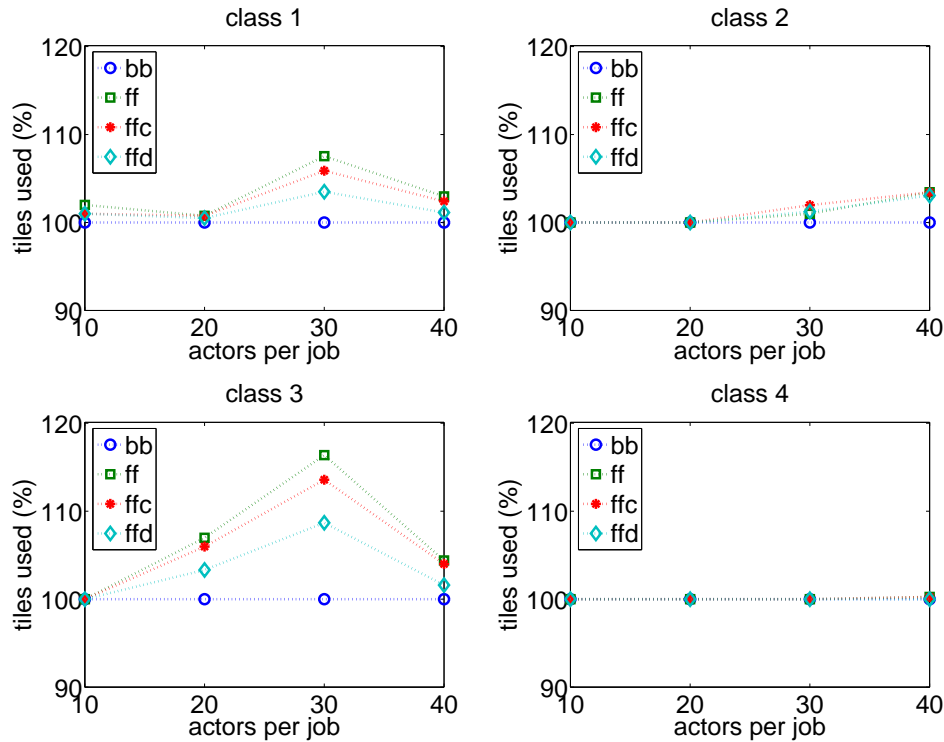 class 1
tiles used (%)
120
110
100
90
bb
ff
ffc
ffd
10 20 30 40
actors per job
class 2
tiles used (%)
120
110
100
90
bb
ff
ffc
ffd
10 20 30 40
actors per job
class 3
tiles used (%)
120
110
100
90
bb
ff
ffc
ffd
10 20 30 40
actors per job
class 4
tiles used (%)
120
110
100
90
bb
ff
ffc
ffd
10 20 30 40
actors per job